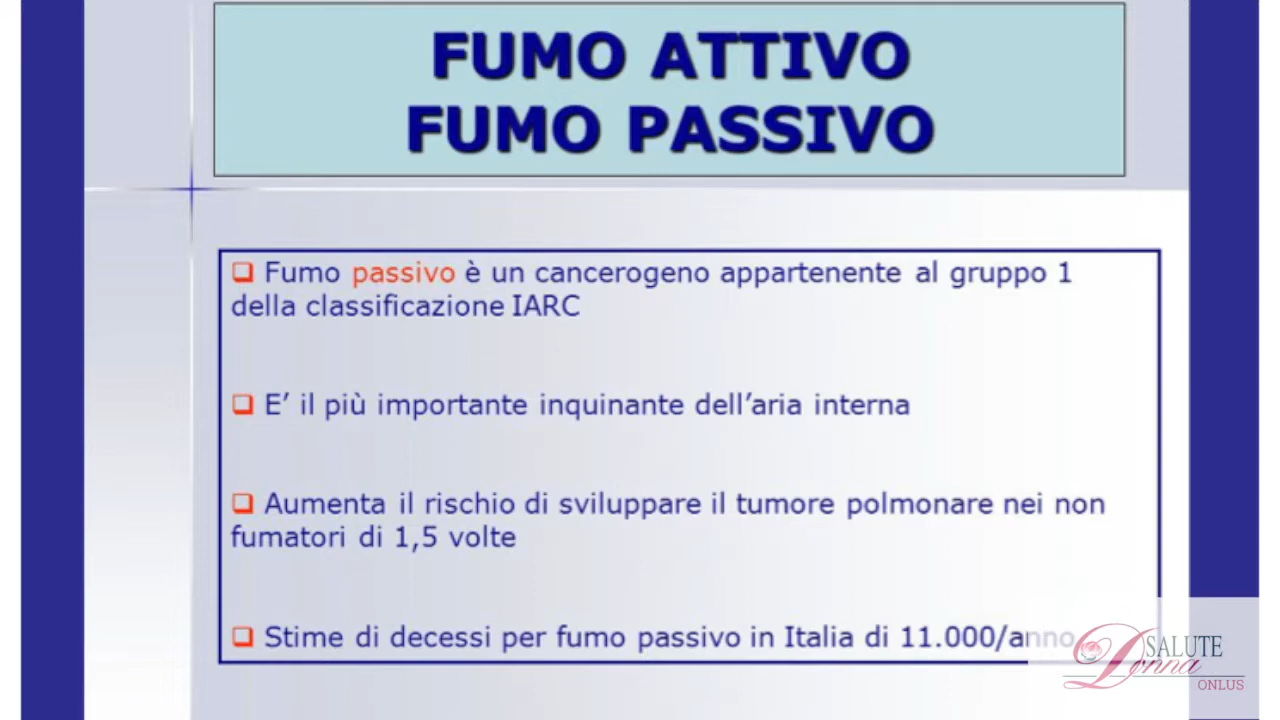 FUMO ATTIVO
FUMO PASSIVO
❑ Fumo passivo è un cancerogeno appartenente al gruppo 1
della classificazione IARC
❑ E’ il più importante inquinante dell’aria interna
❑ Aumenta il rischio di sviluppare il tumore polmonare nei non
fumatori di 1,5 volte
❑ Stime di decessi per fumo passivo in Italia di 11.000/anno
SALUTE
Donna
ONLUS